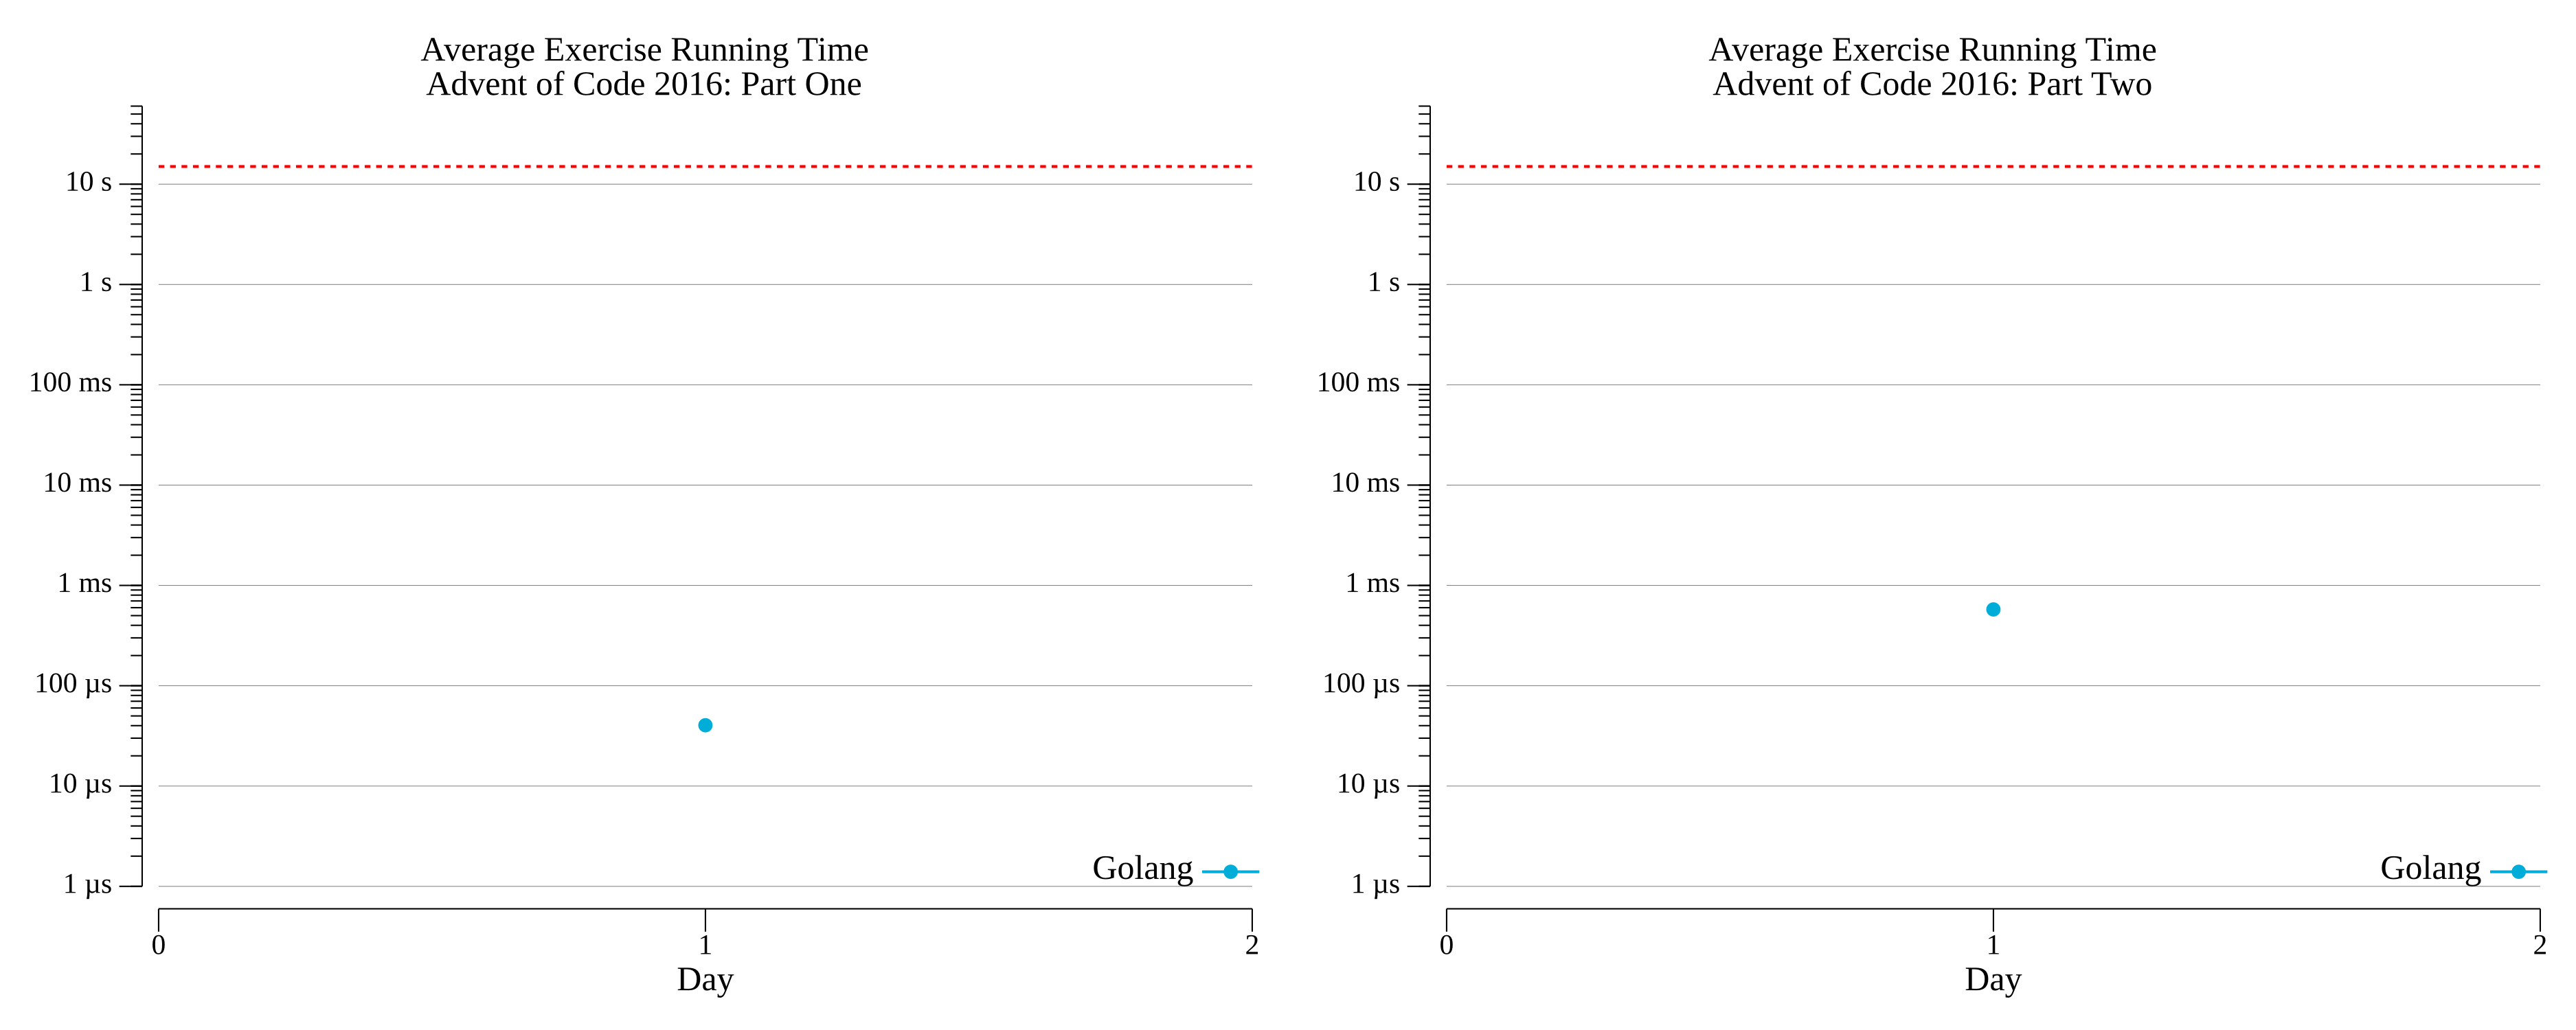 Average Exercise Running Time
Advent of Code 2016: Part One
10 s
1 s
100 ms
10 ms
1 ms
100 µs
10 µs
1 µs
Golang
0 1 2
Day
Average Exercise Running Time
Advent of Code 2016: Part Two
10 s
1 s
100 ms
10 ms
1 ms
100 µs
10 µs
1 µs
Golang
0 1 2
Day